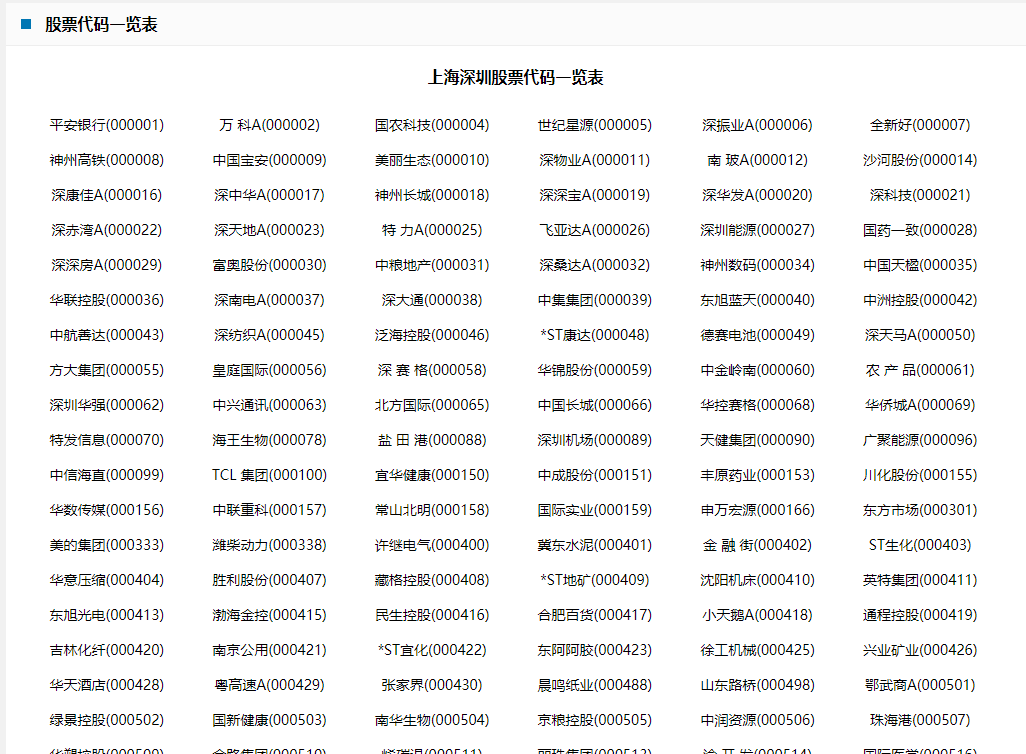 股票代码一览表
上海深圳股票代码一览表
平安银行(000001) 万 科A(000002) 国农科技(000004) 世纪星源(000005) 深振业A(000006) 全新好(000007)
神州高铁(000008) 中国宝安(000009) 美丽生态(000010) 深物业A(000011) 南 玻A(000012) 沙河股份(000014)
深康佳A(000016) 深中华A(000017) 神州长城(000018) 深深宝A(000019) 深华发A(000020) 深科技(000021)
深赤湾A(000022) 深天地A(000023) 特 力A(000025) 飞亚达A(000026) 深圳能源(000027) 国药一致(000028)
深深房A(000029) 富奥股份(000030) 中粮地产(000031) 深桑达A(000032) 神州数码(000034) 中国天楹(000035)
华联控股(000036) 深南电A(000037) 深大通(000038) 中集集团(000039) 东旭蓝天(000040) 中洲控股(000042)
中航善达(000043) 深纺织A(000045) 泛海控股(000046) *ST康达(000048) 德赛电池(000049) 深天马A(000050)
方大集团(000055) 皇庭国际(000056) 深 赛 格(000058) 华锦股份(000059) 中金岭南(000060) 农 产 品(000061)
深圳华强(000062) 中兴通讯(000063) 北方国际(000065) 中国长城(000066) 华控赛格(000068) 华侨城A(000069)
特发信息(000070) 海王生物(000078) 盐 田 港(000088) 深圳机场(000089) 天健集团(000090) 广聚能源(000096)
中信海直(000099) TCL 集团(000100) 宜华健康(000150) 中成股份(000151) 丰原药业(000153) 川化股份(000155)
华数传媒(000156) 中联重科(000157) 常山北明(000158) 国际实业(000159) 申万宏源(000166) 东方市场(000301)
美的集团(000333) 潍柴动力(000338) 许继电气(000400) 冀东水泥(000401) 金 融 街(000402) ST生化(000403)
华意压缩(000404) 胜利股份(000407) 藏格控股(000408) *ST地矿(000409) 沈阳机床(000410) 英特集团(000411)
东旭光电(000413) 渤海金控(000415) 民生控股(000416) 合肥百货(000417) 小天鹅A(000418) 通程控股(000419)
吉林化纤(000420) 南京公用(000421) *ST宜化(000422) 东阿阿胶(000423) 徐工机械(000425) 兴业矿业(000426)
华天酒店(000428) 粤高速A(000429) 张家界(000430) 晨鸣纸业(000488) 山东路桥(000498) 鄂武商A(000501)
绿景控股(000502) 国新健康(000503) 南华生物(000504) 京粮控股(000505) 中润资源(000506) 珠海港(000507)